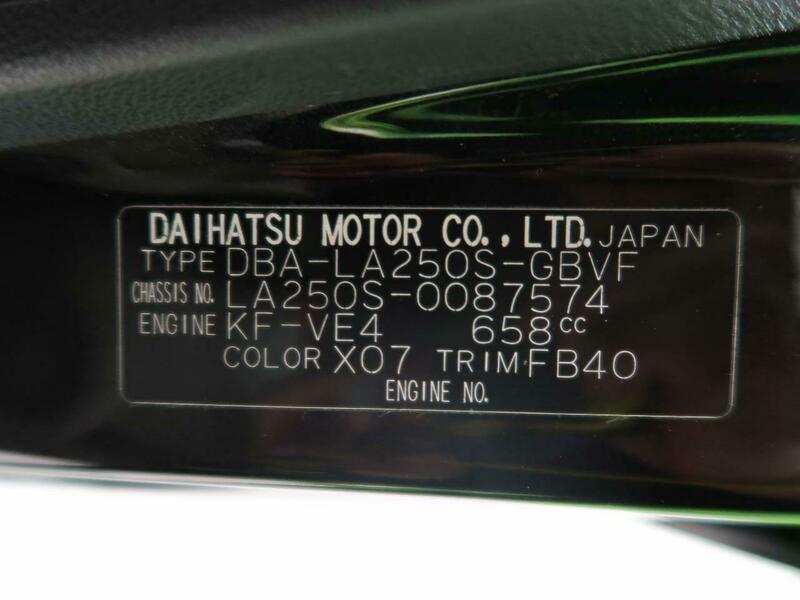 DAIHATSU MOTOR CO., LTD. JAPAN
TYPE DBA-LA250S-GBVF
CHASSIS NO. LA250S-0087574
ENGINE KF-VE4 658cc
COLOR X07 TRIM FB40
ENGINE NO.